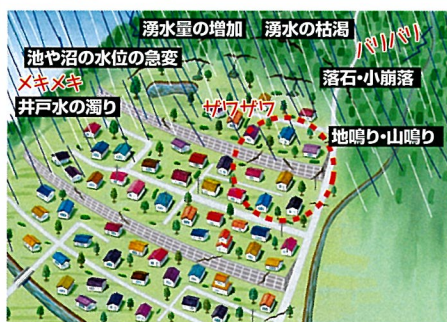 湧水量の増加
湧水の枯渇
バリバリ
池や沼の水位の急変
メキメキ
落石・小崩落
井戸水の濁り
ザワザワ
地鳴り・山鳴り